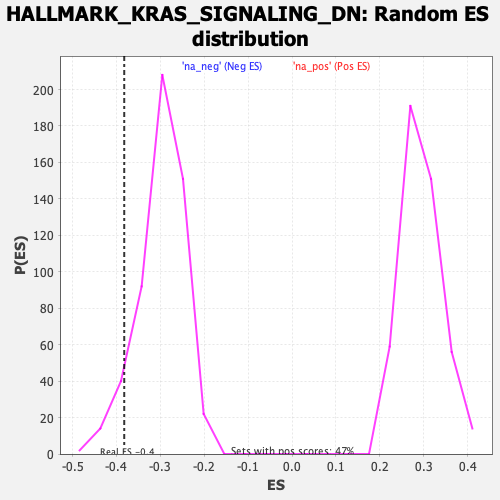 HALLMARK_KRAS_SIGNALING_DN: Random ES
distribution
'na_neg' (Neg ES) 'na_pos' (Pos ES)
P(ES)
200
180
160
140
120
100
80
60
40
20
0
Real ES -0.4 Sets with pos scores: 47%
-0.5 -0.4 -0.3 -0.2 -0.1 0.0 0.1 0.2 0.3 0.4
ES